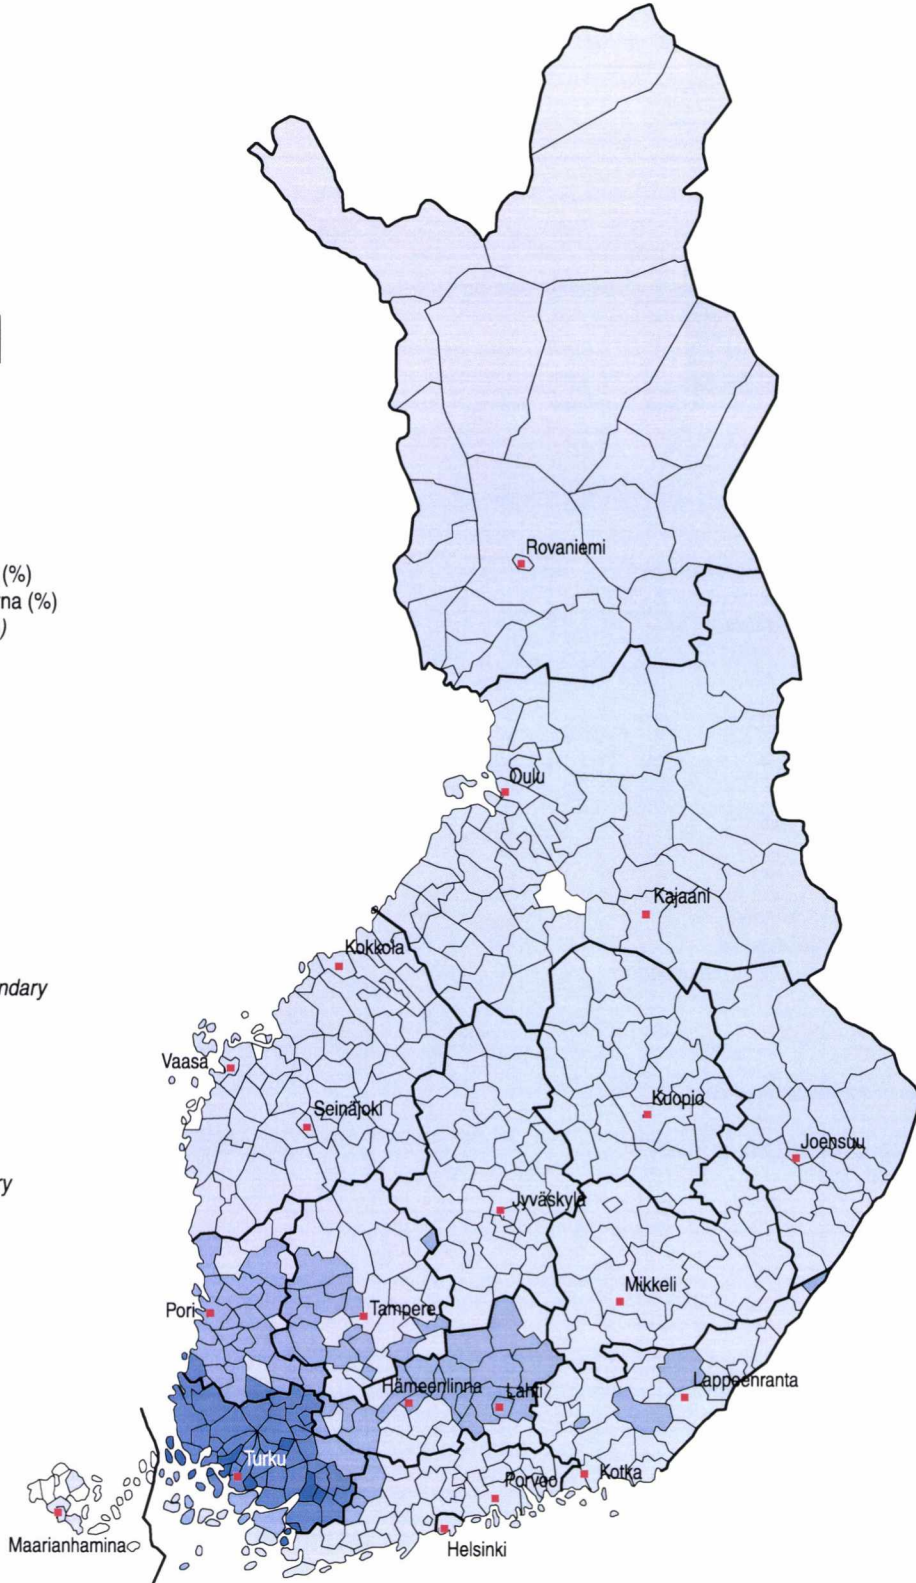 (%)
na (%)
)
Rovaniemi
Oulu
Kajaani
Kokkola
ndary
Vaasa
Kuopio
Seinäjoki
Joensuu
ry
Jyväskylä
Mikkeli
Pori
Tampere
Lappeenranta
Hämeenlinna
Lahti
Turku
Kotka
Porvoo
Maarianhamina
Helsinki